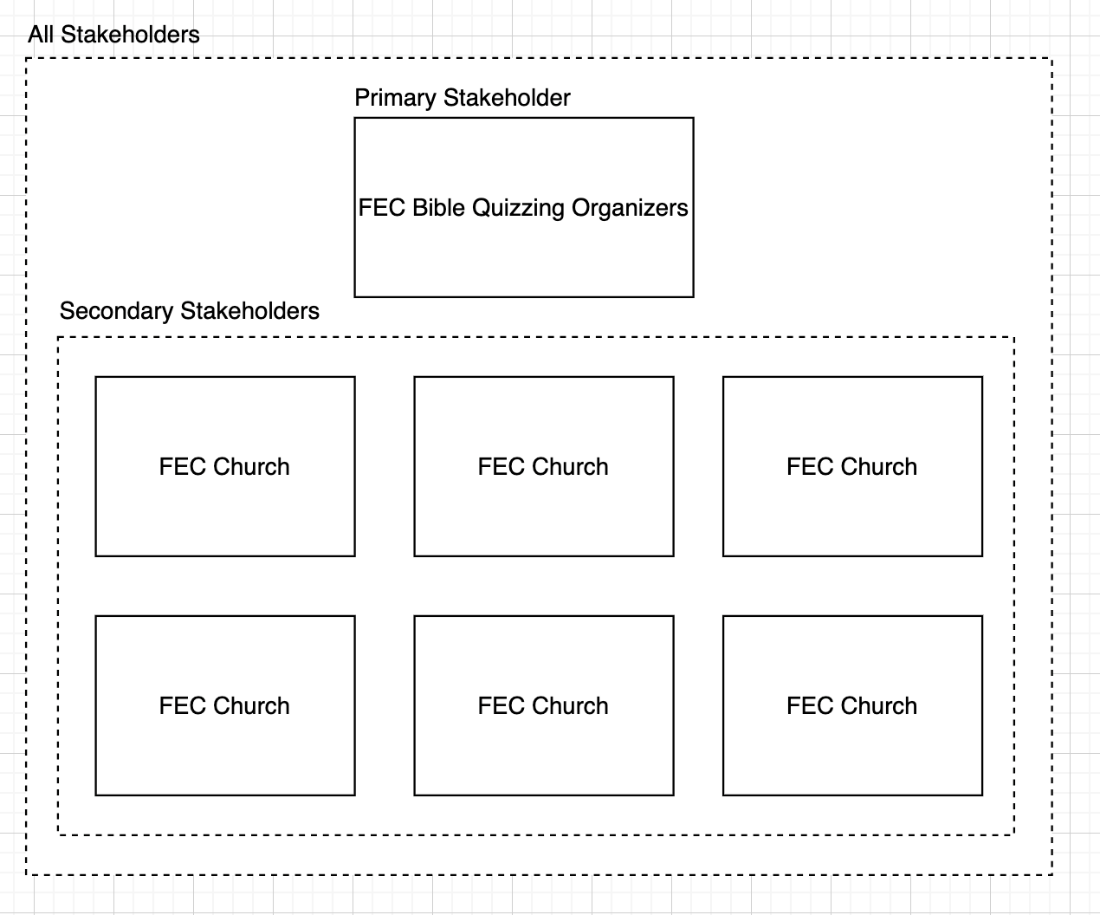 All Stakeholders
Primary Stakeholder
FEC Bible Quizzing Organizers
Secondary Stakeholders
FEC Church
FEC Church
FEC Church
FEC Church
FEC Church
FEC Church